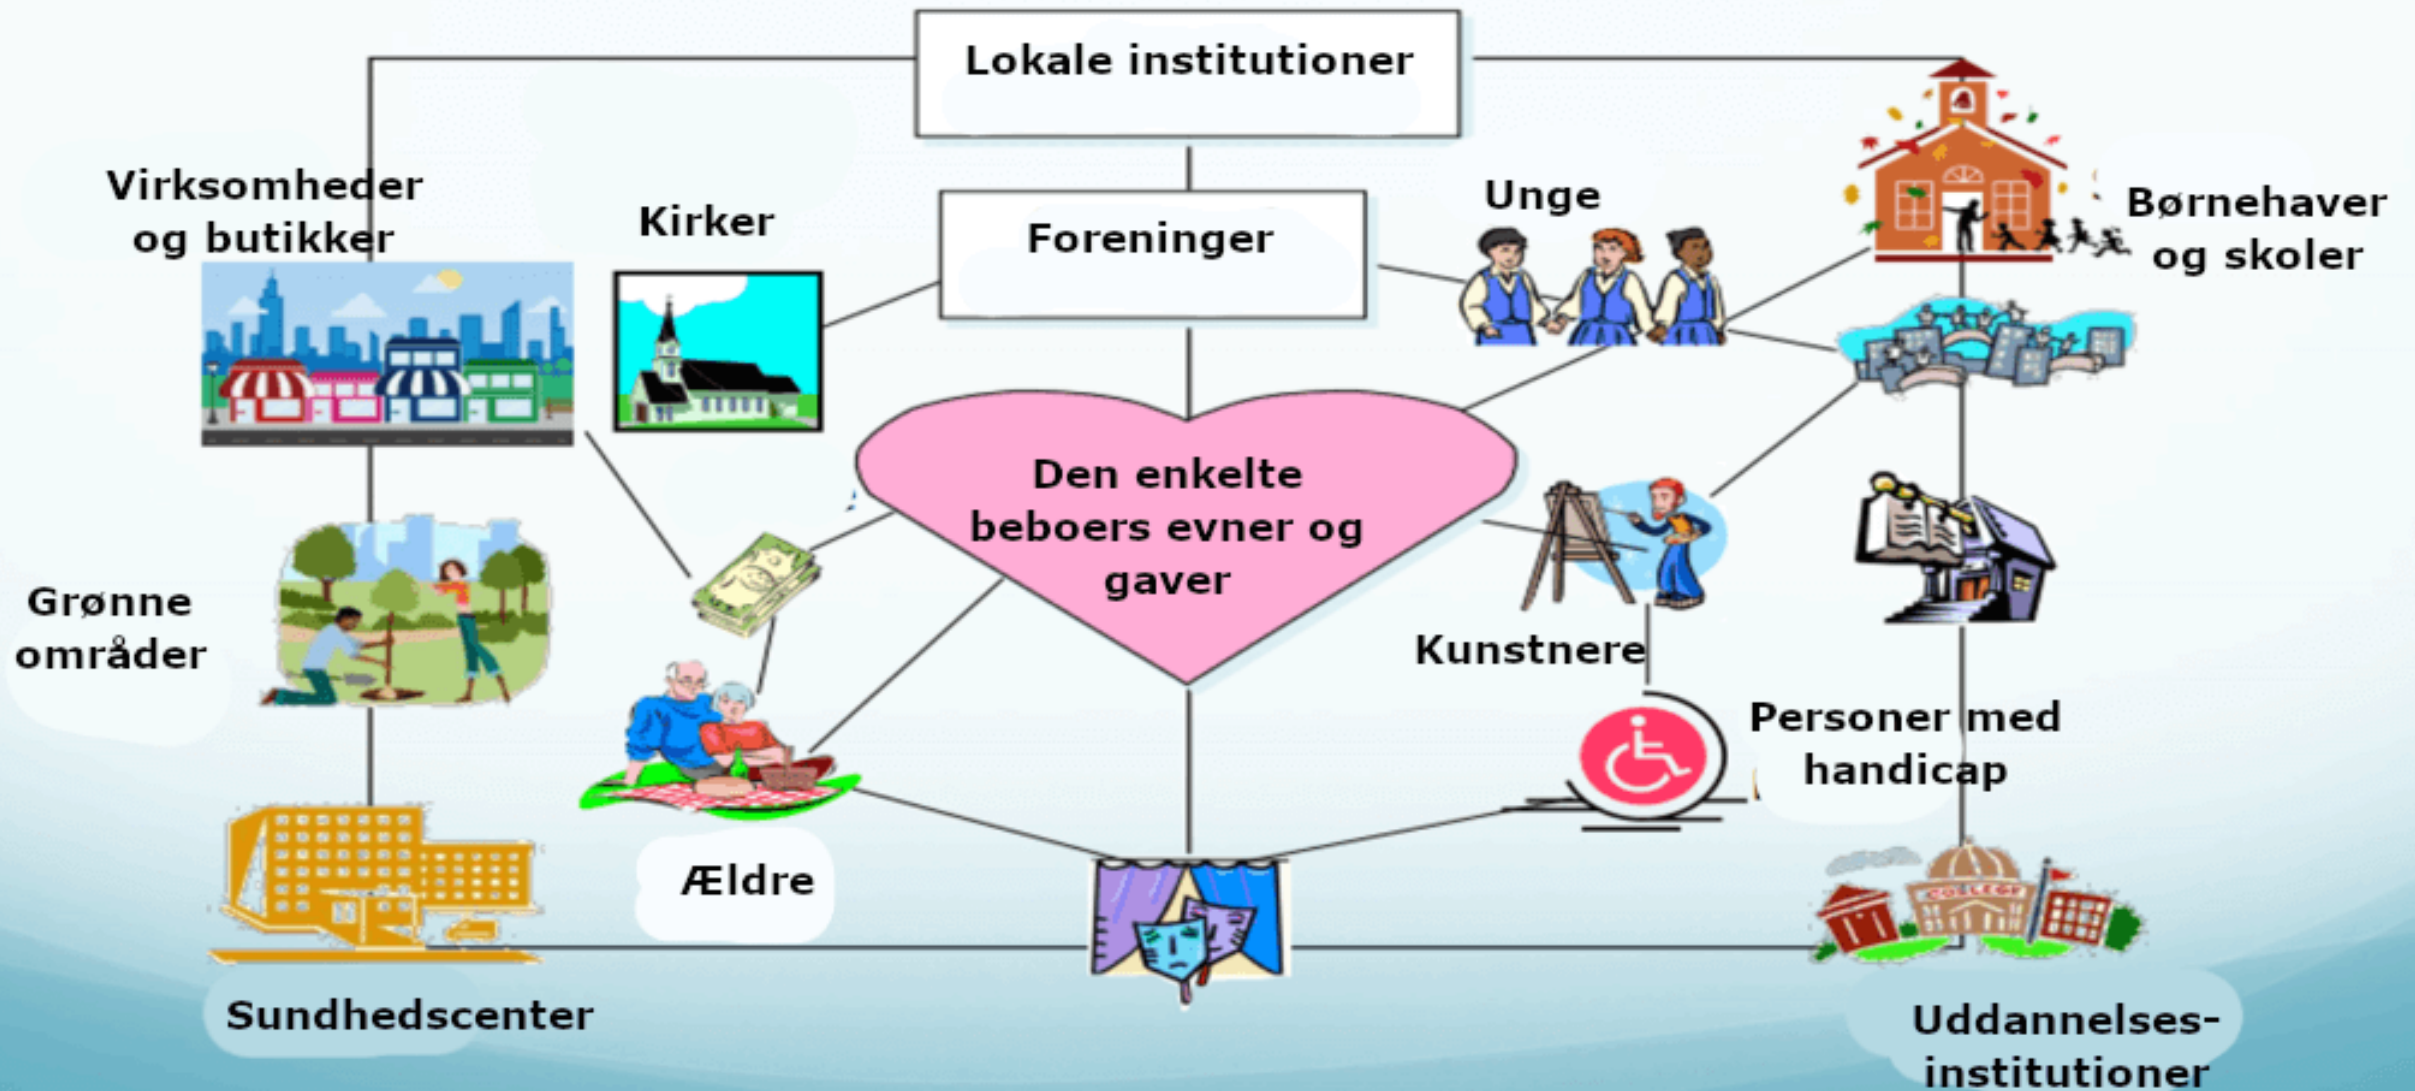 Lokale institutioner
Virksomheder
og butikker
Kirker
Foreninger
Unge
Børnehaver
og skoler
Den enkelte
beboers evner og
gaver
Grønne
områder
Kunstnere
Personer med
handicap
Ældre
COLLEGE
Sundhedscenter
Uddannelses-
institutioner